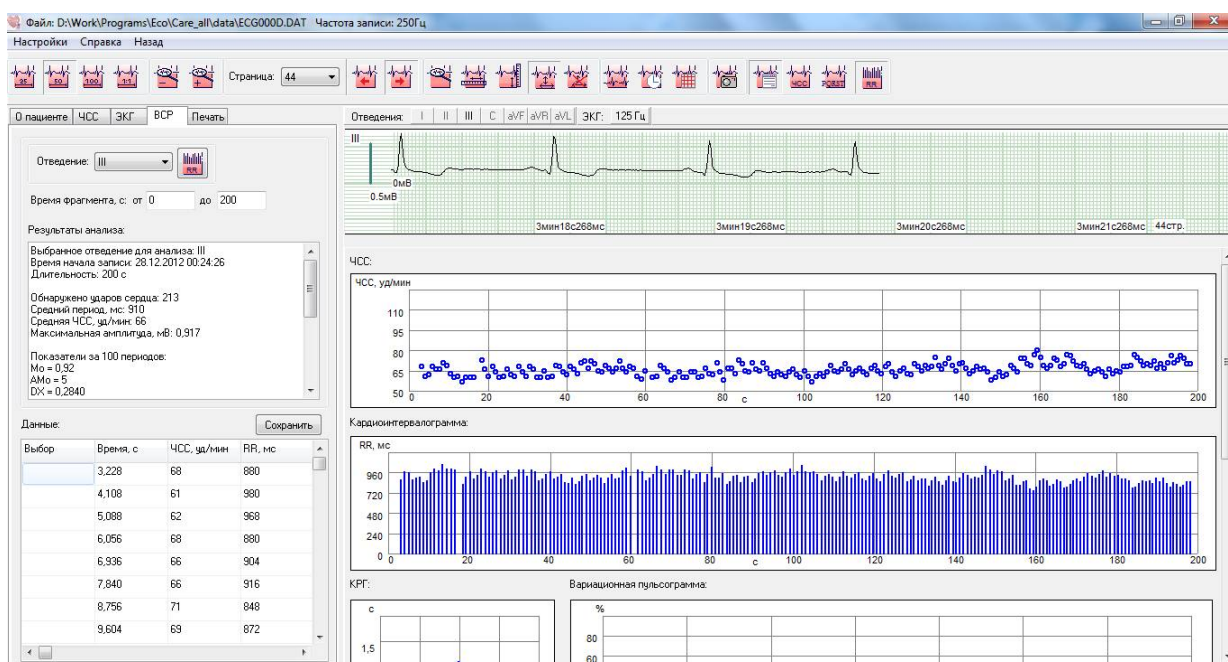 Файл: D:\Work\Programs\Eco\Care_all\data\ECG000D.DAT Частота записи: 250Гц
Настройки Справка Назад
25 50 100 1:1 Страница: 44 ЧСС PQRST RR
О пациенте ЧСС ЭКГ ВСР Печать
Отведение: III RR
Время фрагмента, с: от 0 до 200
Результаты анализа:
Выбранное отведение для анализа: III
Время начала записи: 28.12.2012 00:24:26
Длительность: 200 с
Обнаружено ударов сердца: 213
Средний период, мс: 910
Средняя ЧСС, уд/мин: 66
Максимальная амплитуда, мВ: 0,917
Показатели за 100 периодов:
Mo = 0,92
AMo = 5
DX = 0,2840
Данные: Сохранить
Выбор Время, с ЧСС, уд/мин RR, мс
3,228 68 880
4,108 61 980
5,088 62 968
6,056 68 880
6,936 66 904
7,840 66 916
8,756 71 848
9,604 69 872
Отведения: I II III C aVF aVR aVL ЭКГ: 125 Гц
III
0мВ
0.5мВ
3мин18с268мс 3мин19с268мс 3мин20с268мс 3мин21с268мс 44стр.
ЧСС:
ЧСС, уд/мин
110
95
80
65
50 0 20 40 60 80 с 100 120 140 160 180 200
Кардиоинтервалограмма:
RR, мс
960
720
480
240
0 0 20 40 60 80 с 100 120 140 160 180 200
КРГ: Вариационная пульсограмма:
с %
1,5 80
60